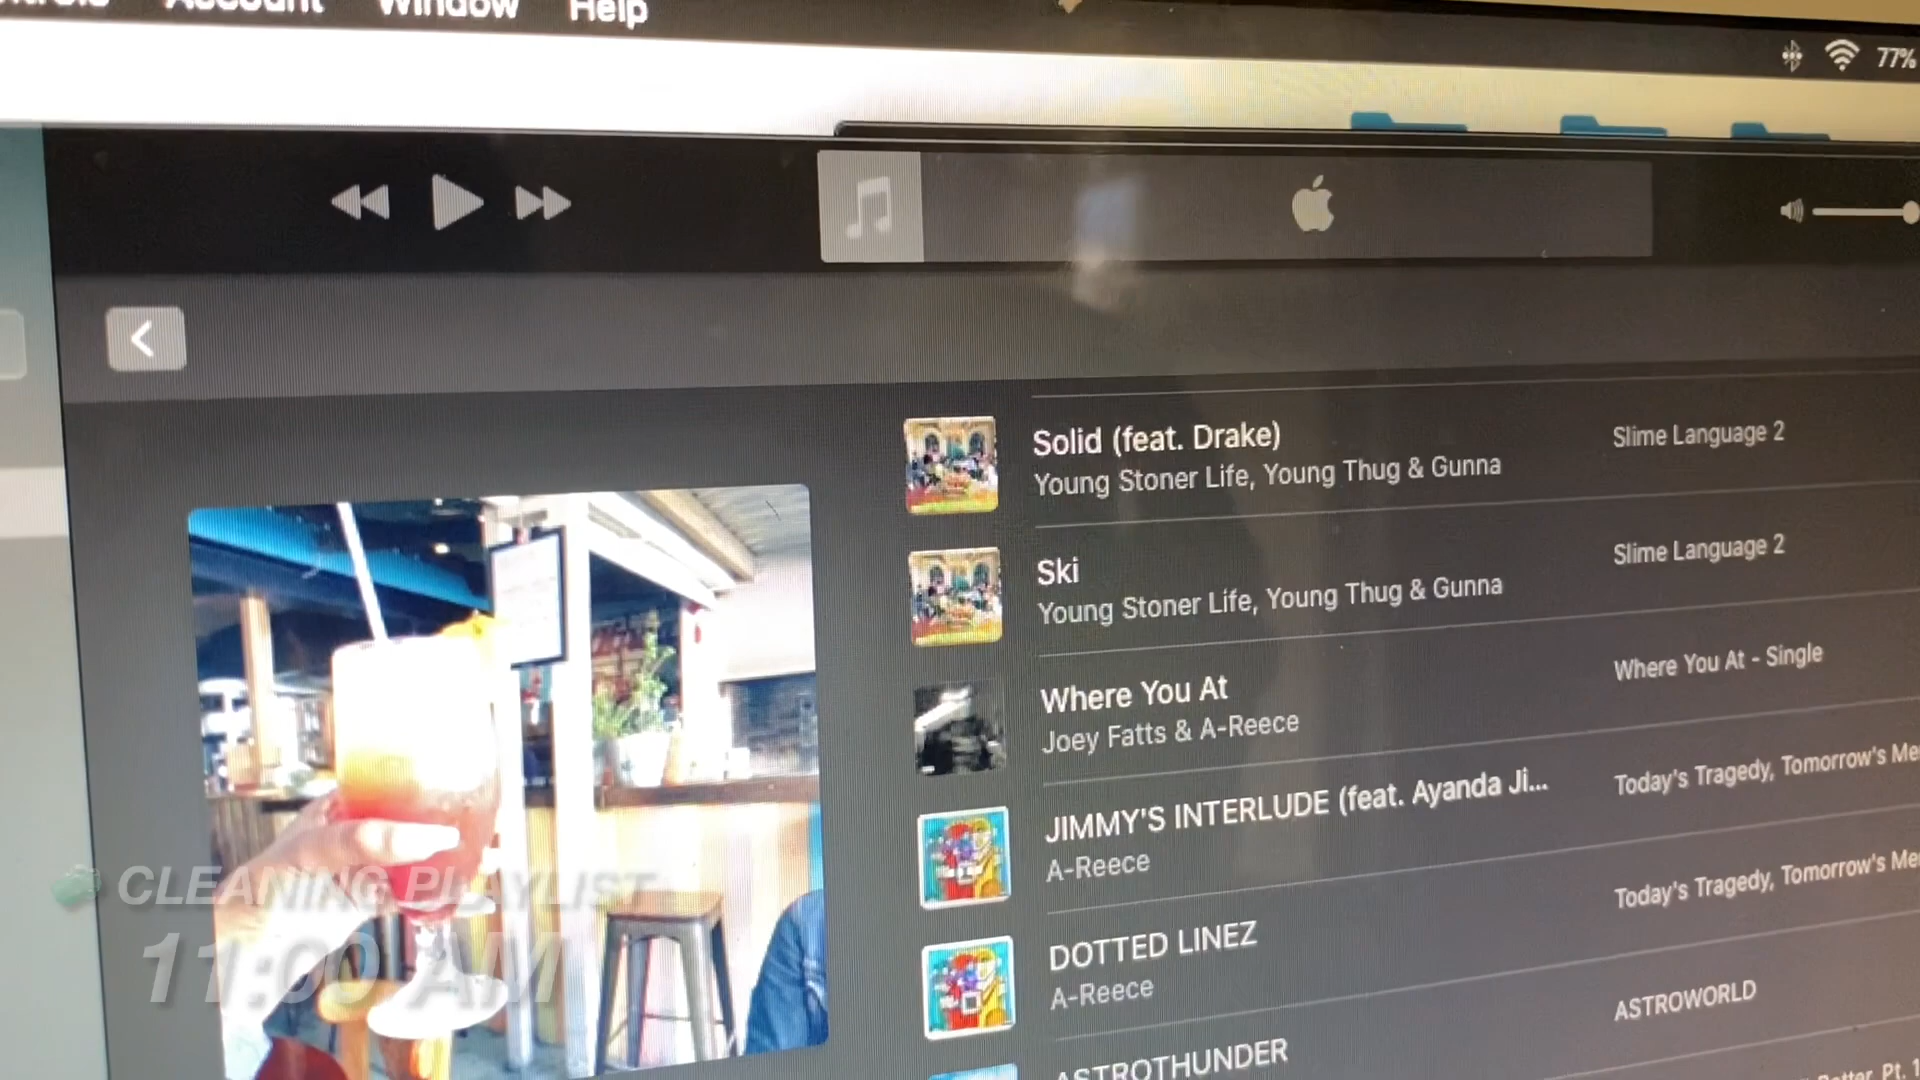 Account Window Help
77%
Solid (feat. Drake)
Young Stoner Life, Young Thug & Gunna
Slime Language 2
Ski
Young Stoner Life, Young Thug & Gunna
Slime Language 2
Where You At
Joey Fatts & A-Reece
Where You At - Single
JIMMY'S INTERLUDE (feat. Ayanda Ji...
A-Reece
Today's Tragedy, Tomorrow's Me
DOTTED LINEZ
A-Reece
Today's Tragedy, Tomorrow's Me
ASTROTHUNDER
ASTROWORLD
Pt. 1
CLEANING PLAYLIST
11:00 AM